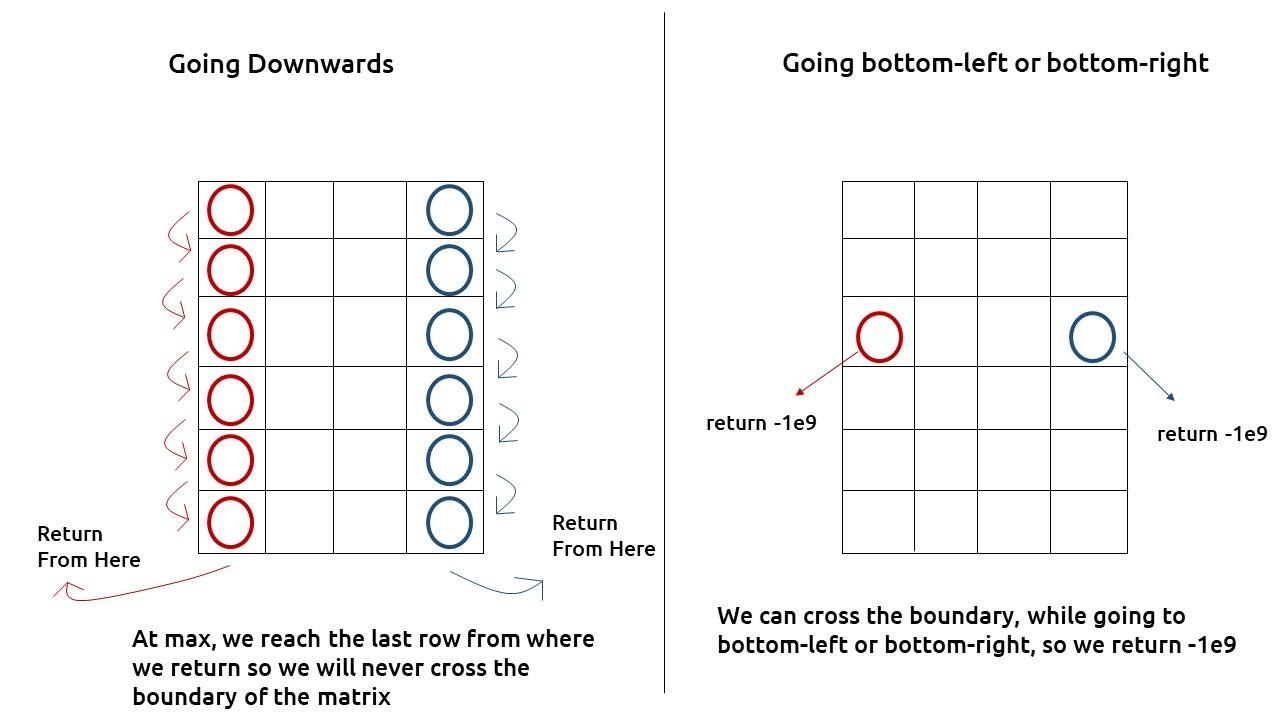 Going Downwards
Return
From Here
Return
From Here
At max, we reach the last row from where
we return so we will never cross the
boundary of the matrix
Going bottom-left or bottom-right
return -1e9
return -1e9
We can cross the boundary, while going to
bottom-left or bottom-right, so we return -1e9